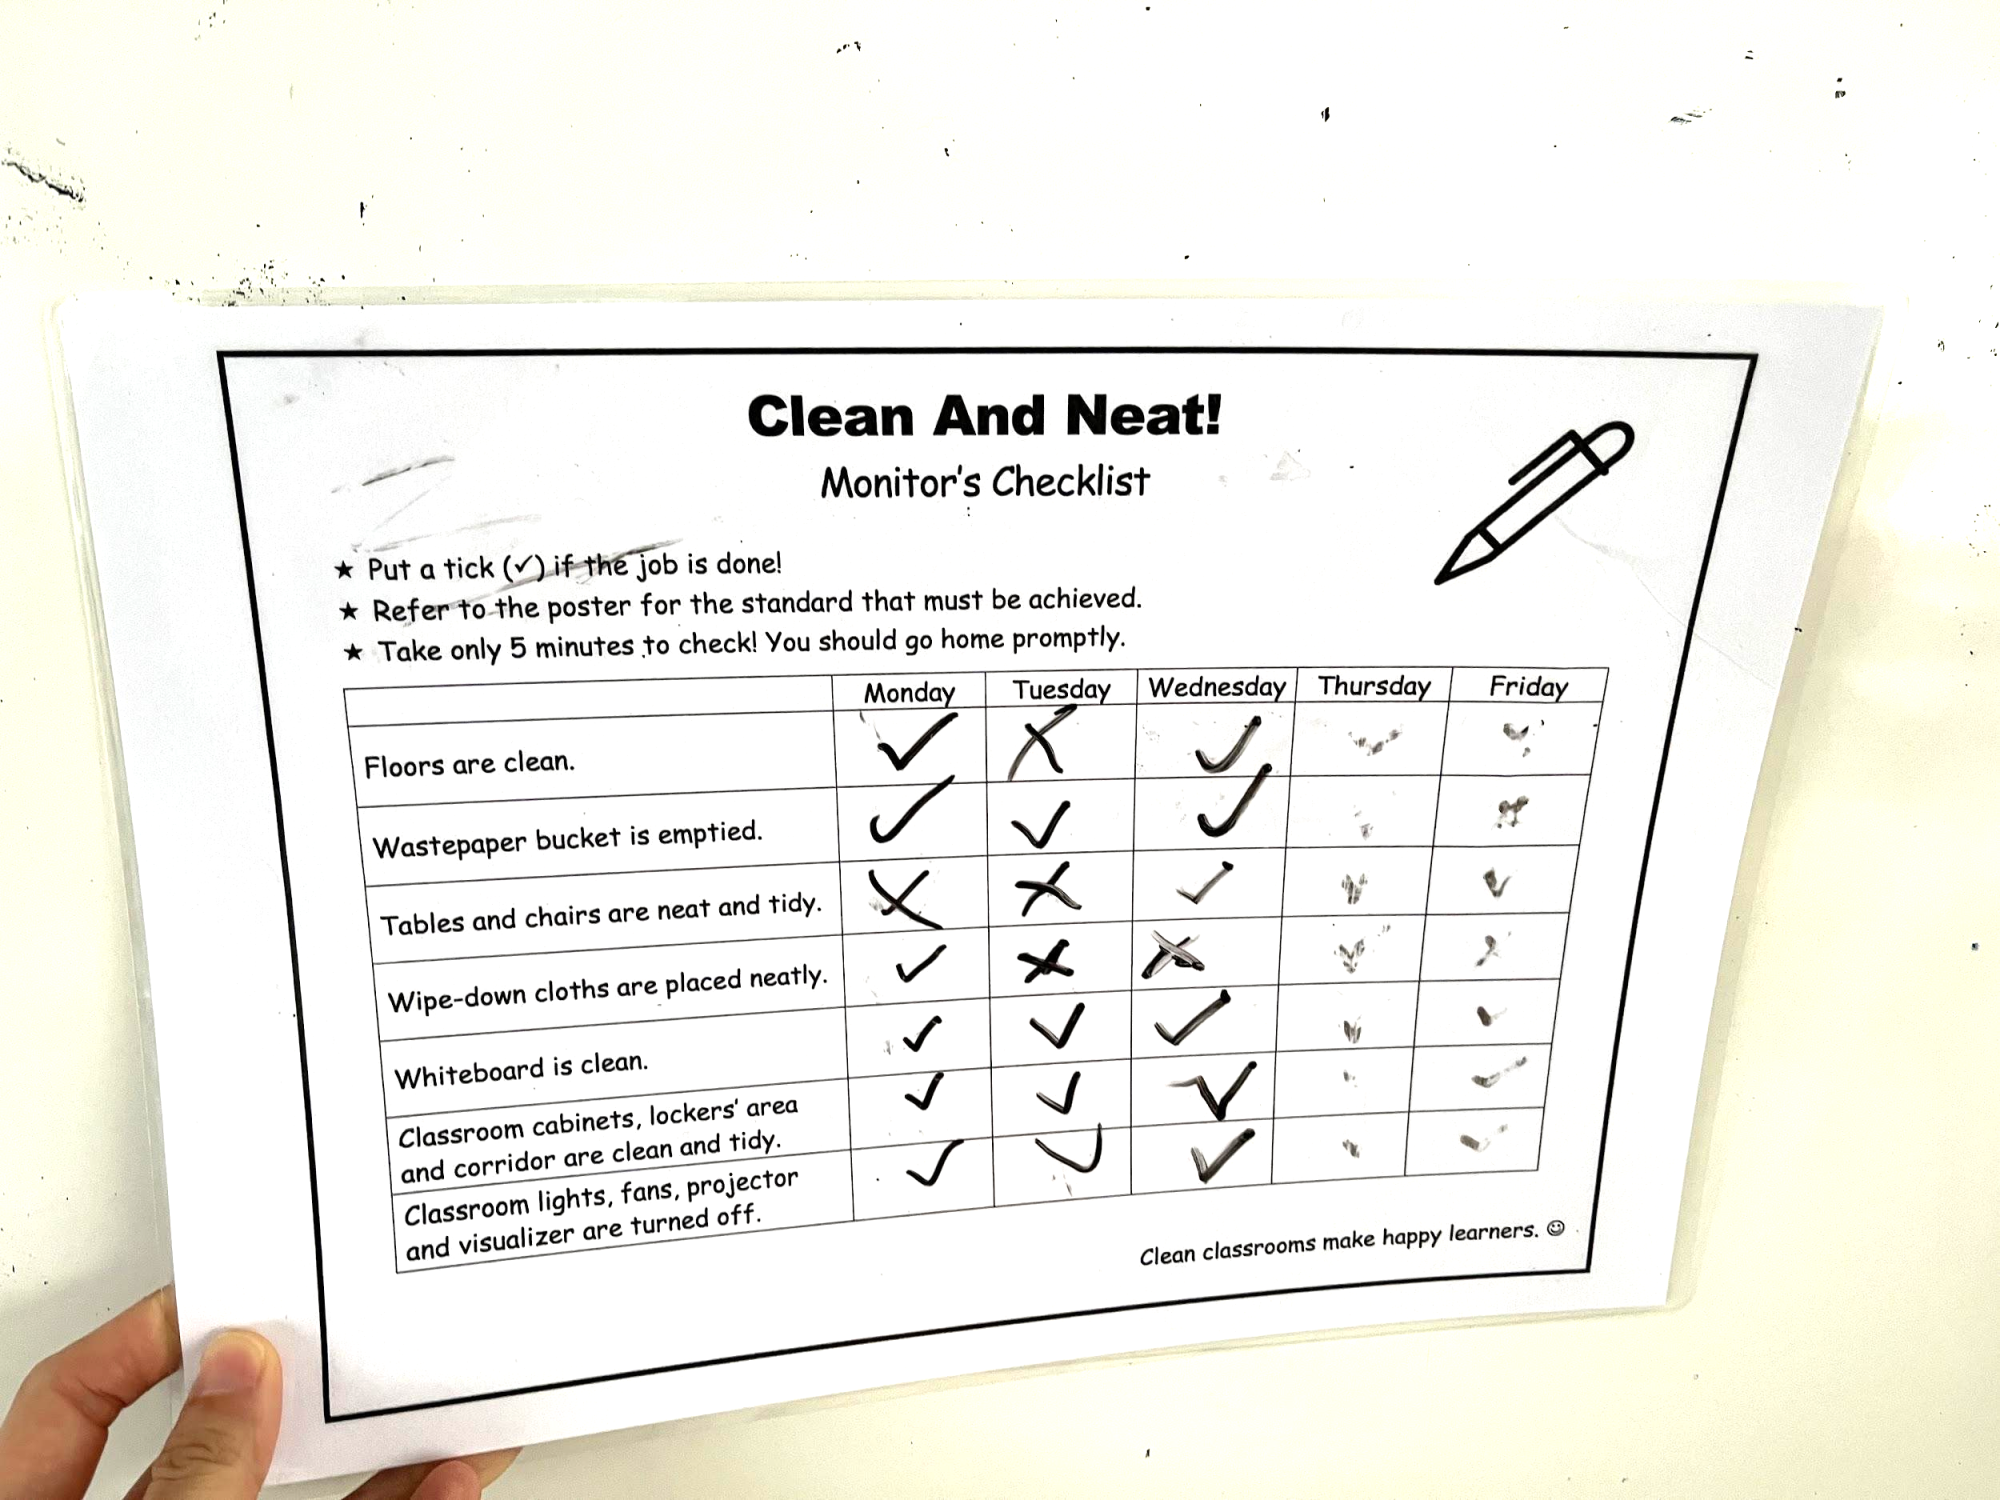 Clean And Neat!
Monitor's Checklist
★ Put a tick (✓) if the job is done!
★ Refer to the poster for the standard that must be achieved.
★ Take only 5 minutes to check! You should go home promptly.
Monday Tuesday Wednesday Thursday Friday
Floors are clean. ✓ ✗ ✓
Wastepaper bucket is emptied. ✓ ✓ ✓
Tables and chairs are neat and tidy. ✗ ✗ ✓
Wipe-down cloths are placed neatly. ✓ ✗ ✗
Whiteboard is clean. ✓ ✓ ✓
Classroom cabinets, lockers' area
and corridor are clean and tidy. ✓ ✓ ✓
Classroom lights, fans, projector
and visualizer are turned off. ✓ ✓ ✓
Clean classrooms make happy learners. ☺